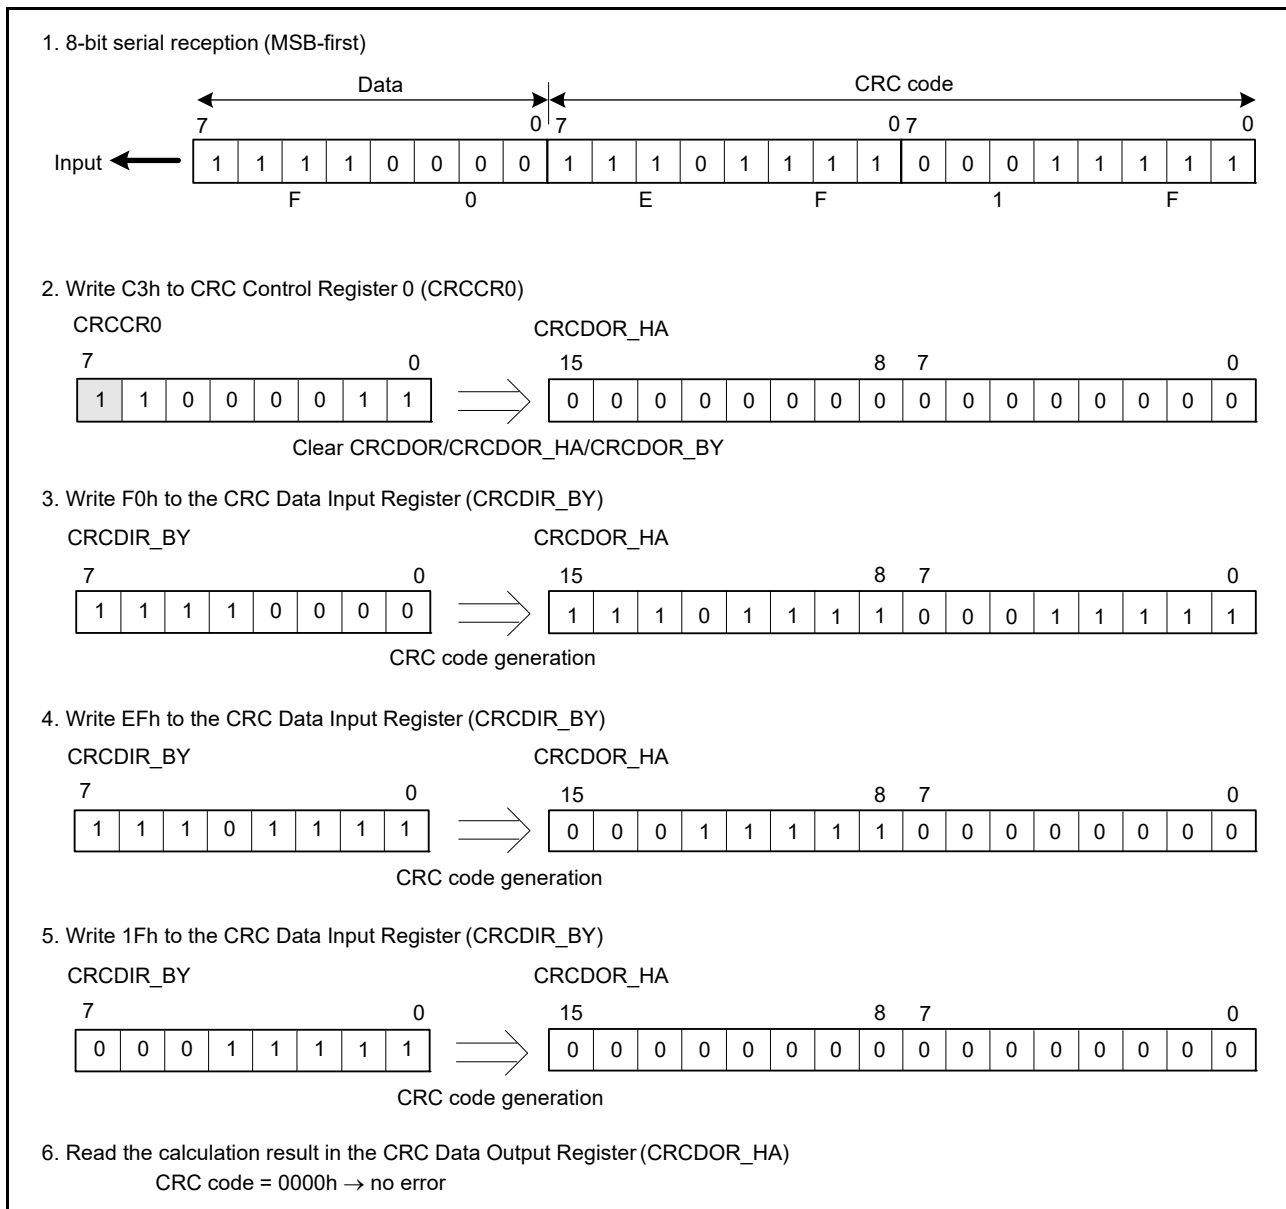 1. 8-bit serial reception (MSB-first)
Data CRC code
7 0 7 0 7 0
Input 1 1 1 1 0 0 0 0 1 1 1 0 1 1 1 1 0 0 0 1 1 1 1 1
F 0 E F 1 F
2. Write C3h to CRC Control Register 0 (CRCCR0)
CRCCR0 CRCDOR_HA
7 0 15 8 7 0
1 1 0 0 0 0 1 1 0 0 0 0 0 0 0 0 0 0 0 0 0 0 0 0
Clear CRCDOR/CRCDOR_HA/CRCDOR_BY
3. Write F0h to the CRC Data Input Register (CRCDIR_BY)
CRCDIR_BY CRCDOR_HA
7 0 15 8 7 0
1 1 1 1 0 0 0 0 1 1 1 0 1 1 1 1 0 0 0 1 1 1 1 1
CRC code generation
4. Write EFh to the CRC Data Input Register (CRCDIR_BY)
CRCDIR_BY CRCDOR_HA
7 0 15 8 7 0
1 1 1 0 1 1 1 1 0 0 0 1 1 1 1 1 0 0 0 0 0 0 0 0
CRC code generation
5. Write 1Fh to the CRC Data Input Register (CRCDIR_BY)
CRCDIR_BY CRCDOR_HA
7 0 15 8 7 0
0 0 0 1 1 1 1 1 0 0 0 0 0 0 0 0 0 0 0 0 0 0 0 0
CRC code generation
6. Read the calculation result in the CRC Data Output Register (CRCDOR_HA)
CRC code = 0000h → no error